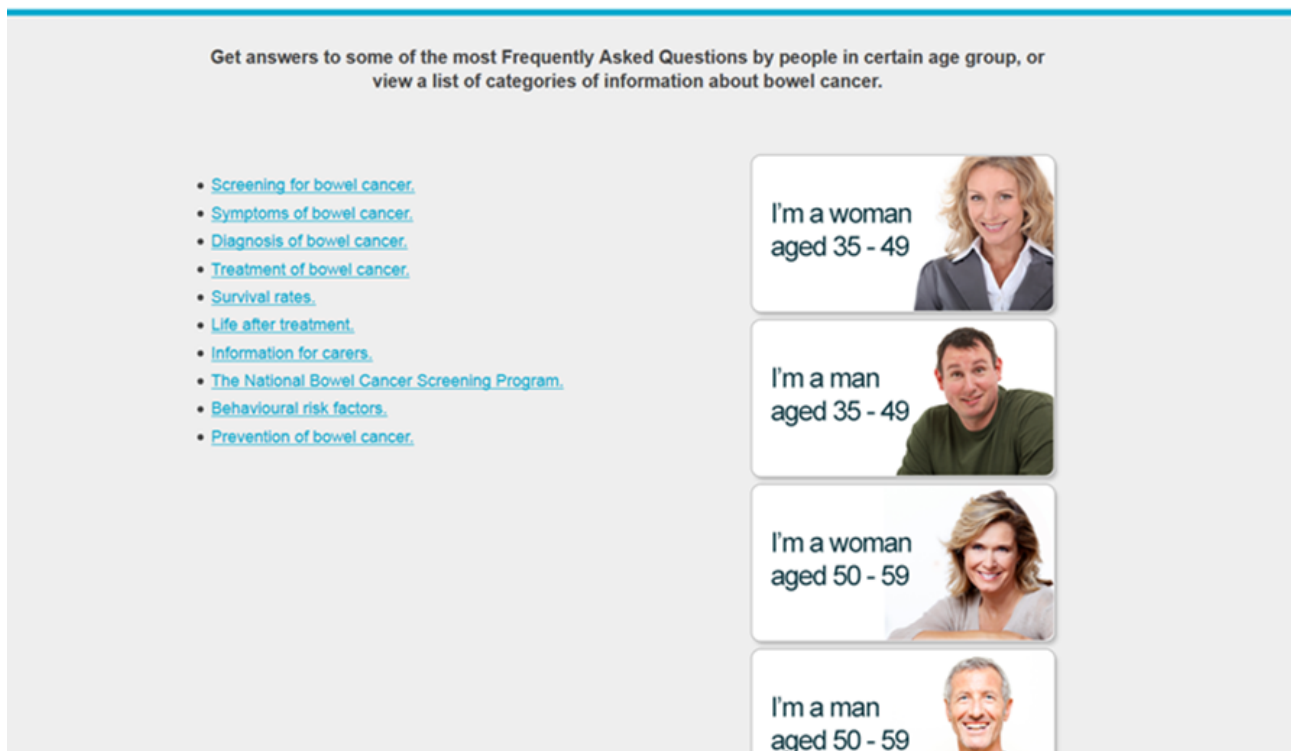 Get answers to some of the most Frequently Asked Questions by people in certain age group, or
view a list of categories of information about bowel cancer.
Screening for bowel cancer.
Symptoms of bowel cancer.
Diagnosis of bowel cancer.
Treatment of bowel cancer.
Survival rates.
Life after treatment.
Information for carers.
The National Bowel Cancer Screening Program.
Behavioural risk factors.
Prevention of bowel cancer.
I'm a woman
aged 35 - 49
I'm a man
aged 35 - 49
I'm a woman
aged 50 - 59
I'm a man
aged 50 - 59